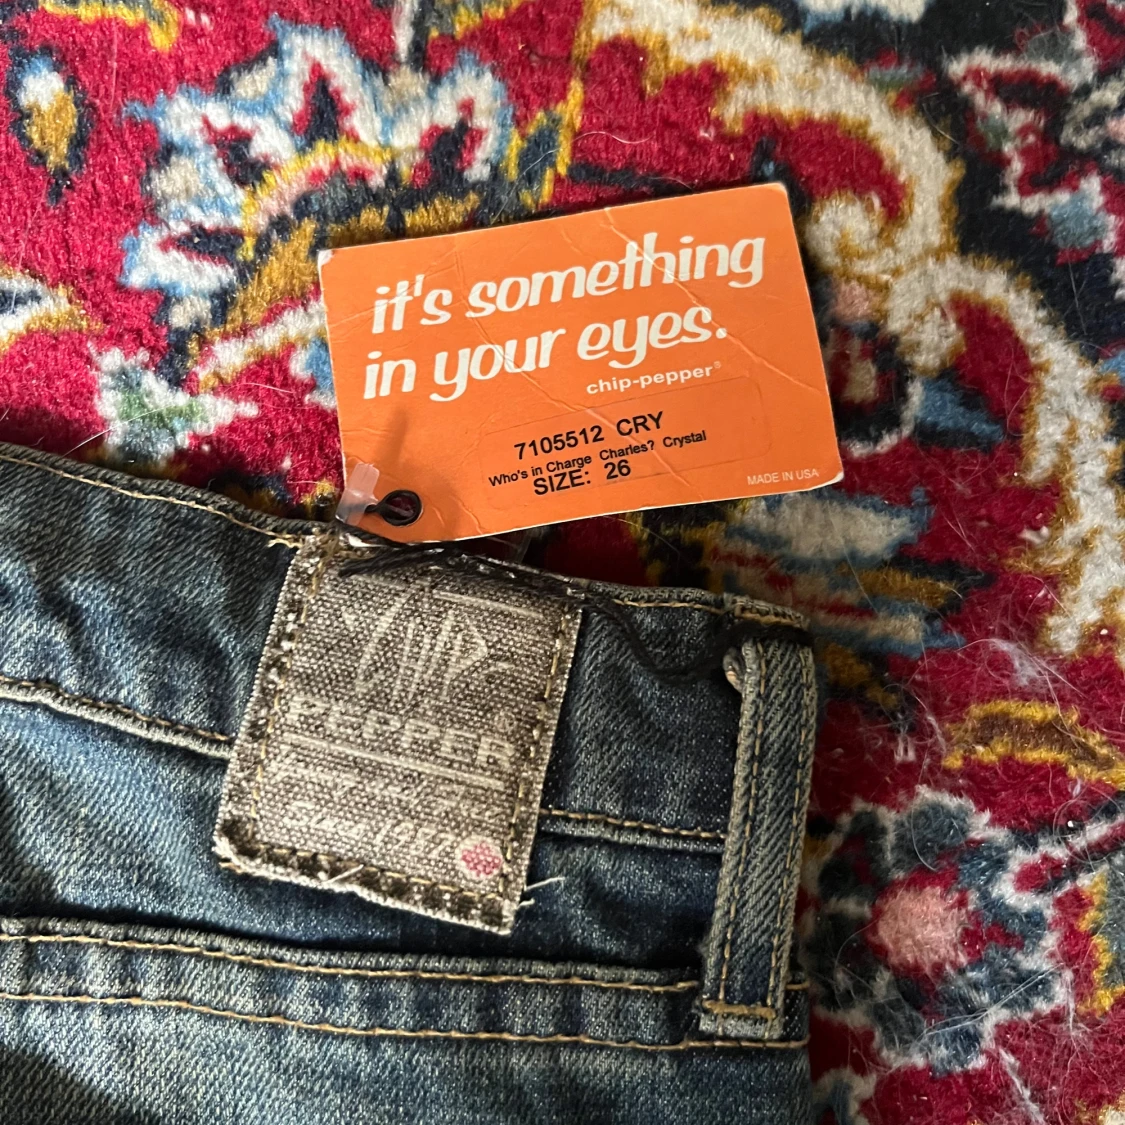 it's something
in your eyes.
chip-pepper®
7105512 CRY
Who's in Charge Charles? Crystal
SIZE: 26
MADE IN USA
CHIP
PEPPER